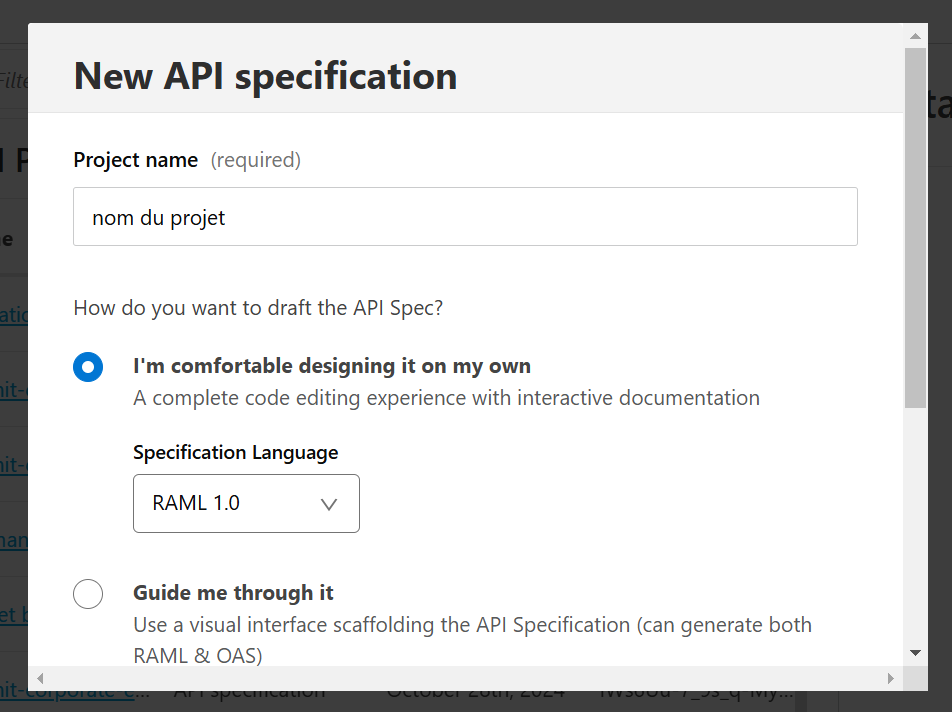 New API specification
Project name (required)
nom du projet
How do you want to draft the API Spec?
I'm comfortable designing it on my own
A complete code editing experience with interactive documentation
Specification Language
RAML 1.0
Guide me through it
Use a visual interface scaffolding the API Specification (can generate both
RAML & OAS)